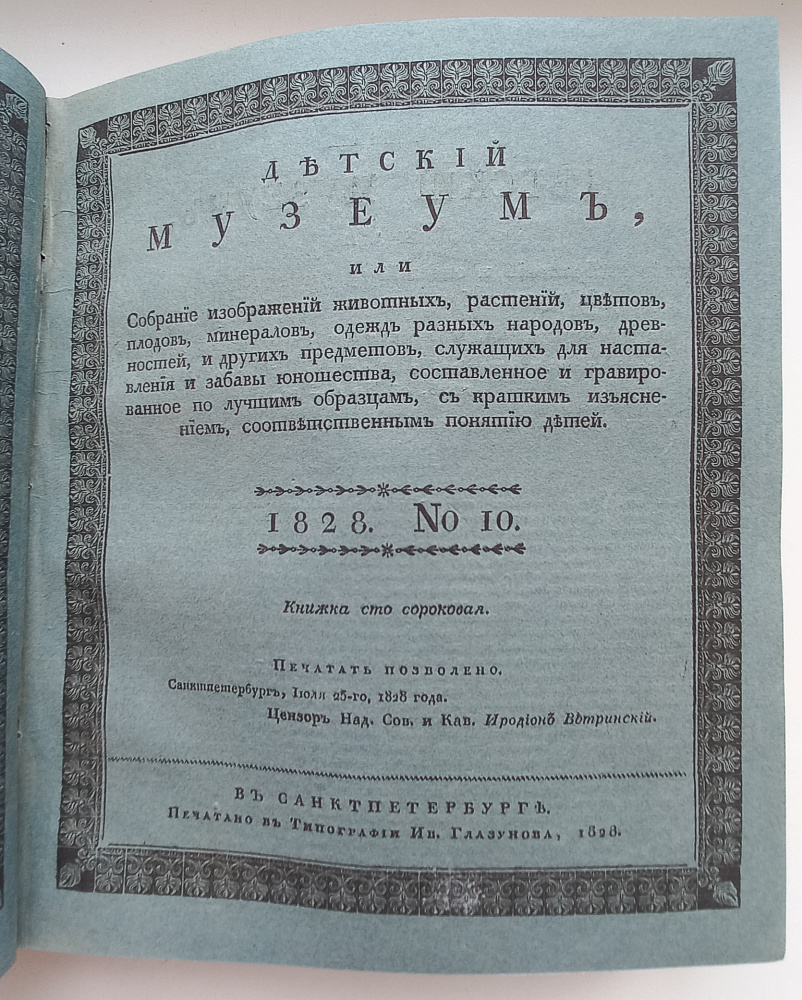 ДѢТСКІЙ
МУЗЕУМЪ,
или
Собраніе изображеній животныхъ, растеній, цвѣтовъ,
плодовъ, минераловъ, одеждъ разныхъ народовъ, древ-
ностей, и другихъ предметовъ, служащихъ для наста-
вленія и забавы юношества, составленное и гравиро-
ванное по лучшимъ образцамъ, съ краткимъ изъясне-
ніемъ, соотвѣтственнымъ понятію дѣтей.
1828. No 10.
Книжка сто сороковая.
Печатать позволено.
Санктпетербургъ, Іюля 25-го, 1828 года.
Цензоръ Над. Сов. и Кав. Иродіонъ Вѣтринскій.
ВЪ САНКТПЕТЕРБУРГѢ.
Печатано въ Типографіи Ив. Глазунова, 1828.